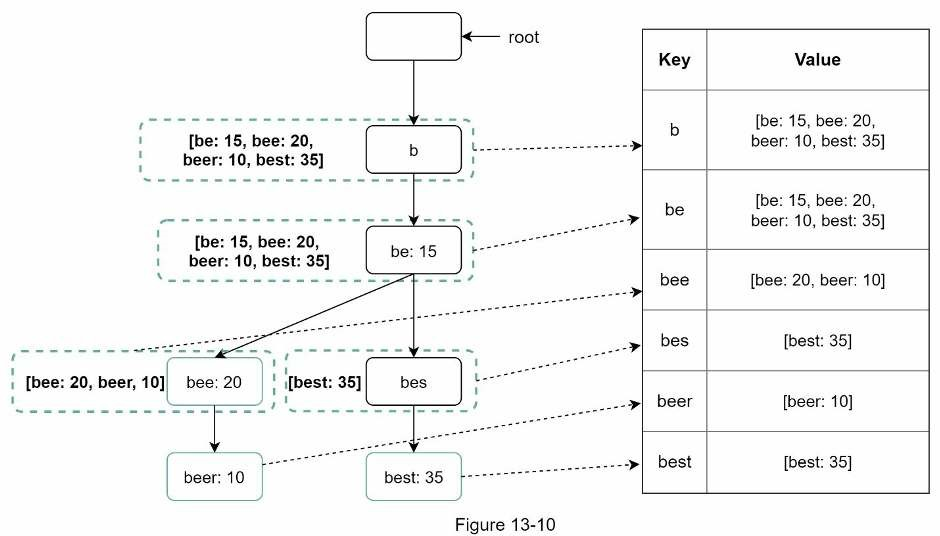 root
[be: 15, bee: 20,
beer: 10, best: 35]
b
[be: 15, bee: 20,
beer: 10, best: 35]
be: 15
[bee: 20, beer, 10]
bee: 20
[best: 35]
bes
beer: 10
best: 35
Key
Value
b
[be: 15, bee: 20,
beer: 10, best: 35]
be
[be: 15, bee: 20,
beer: 10, best: 35]
bee
[bee: 20, beer: 10]
bes
[best: 35]
beer
[beer: 10]
best
[best: 35]
Figure 13-10